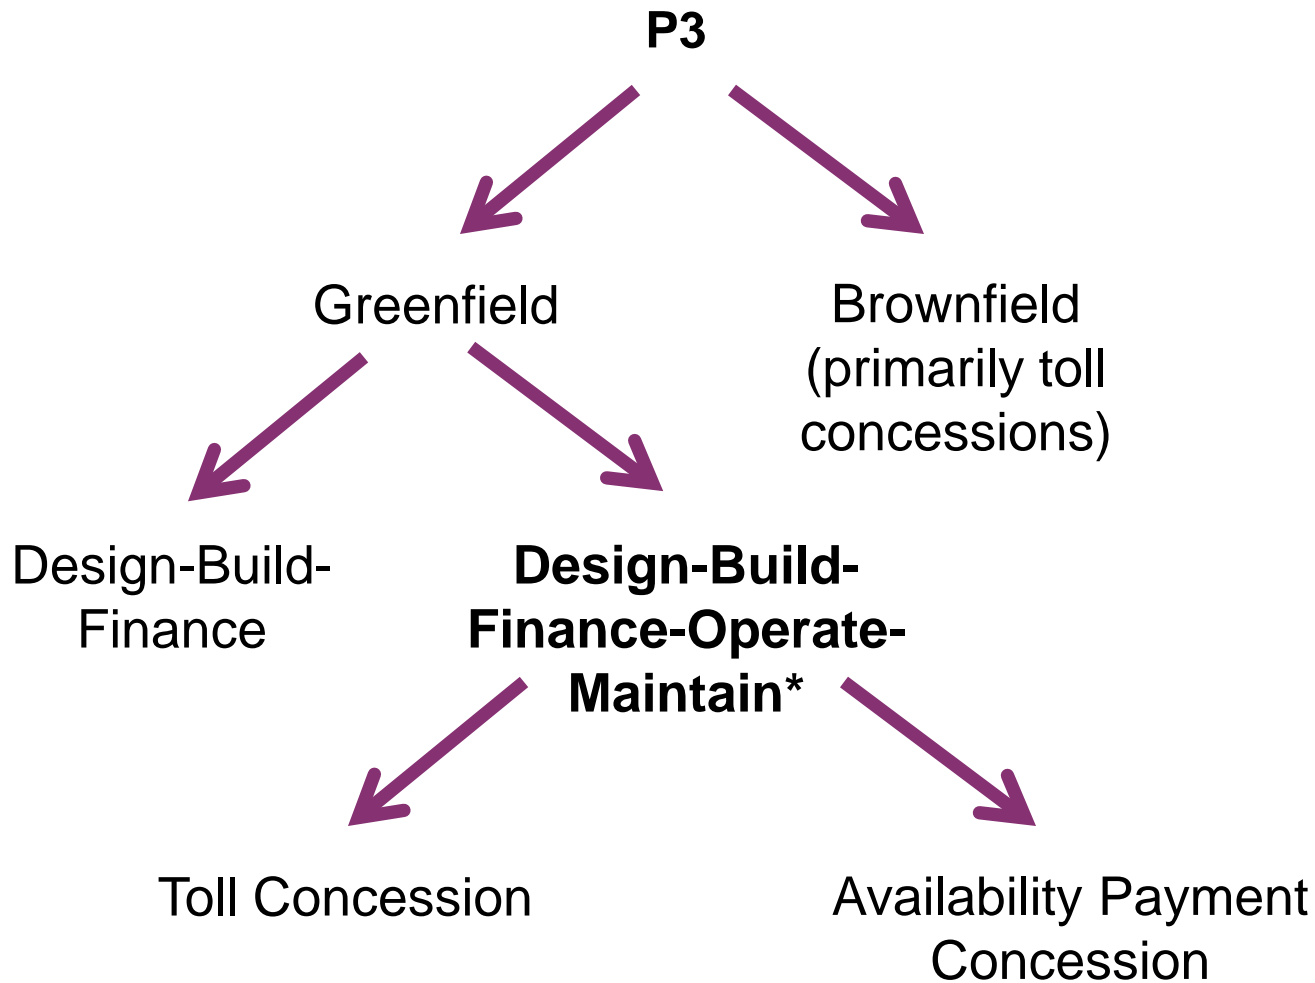 P3
Greenfield
Brownfield
(primarily toll
concessions)
Design-Build-
Finance
Design-Build-
Finance-Operate-
Maintain*
Toll Concession
Availability Payment
Concession